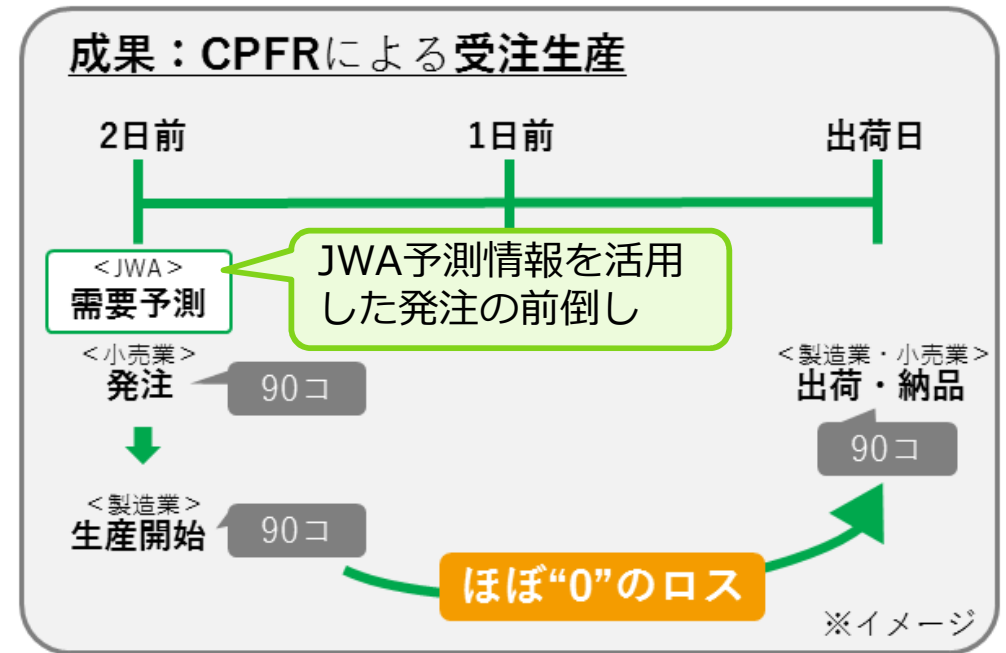 成果：CPFRによる受注生産
2日前
1日前
出荷日
<JWA>
需要予測
JWA予測情報を活用
した発注の前倒し
<小売業>
発注
90コ
<製造業>
生産開始
90コ
<製造業・小売業>
出荷・納品
90コ
ほぼ“0”のロス
※イメージ